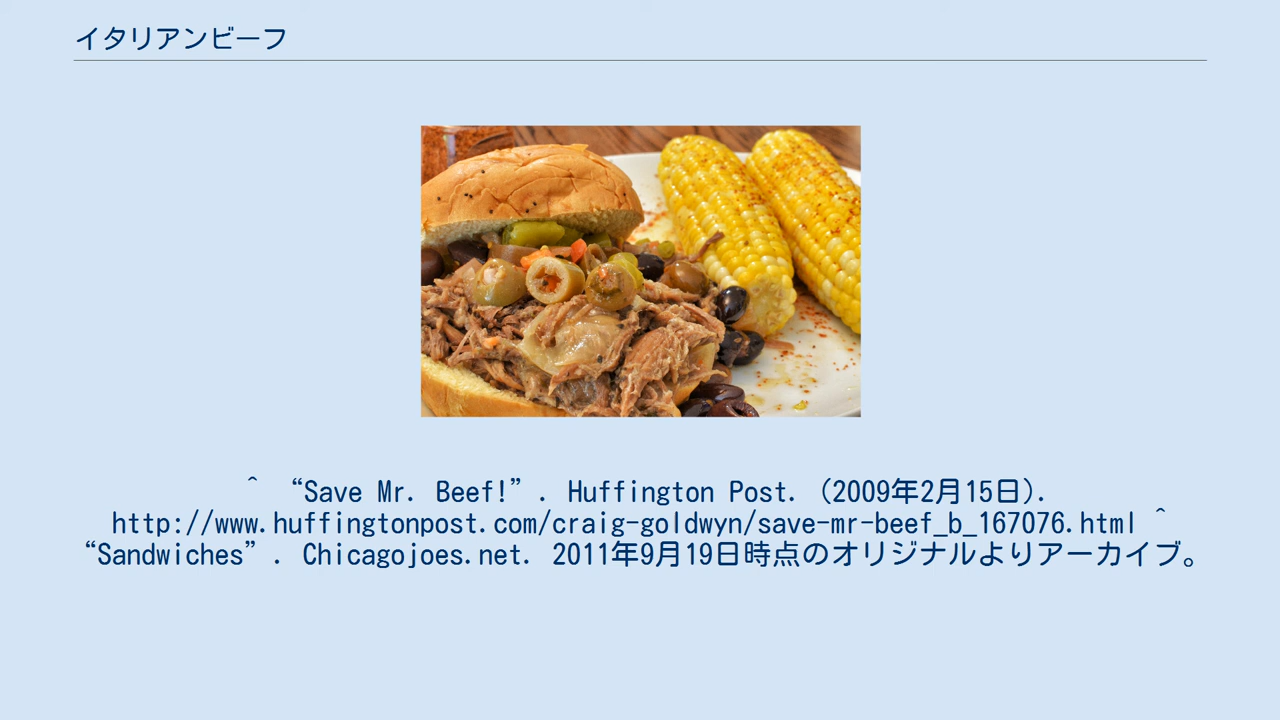 イタリアンビーフ
^ “Save Mr. Beef!”. Huffington Post. (2009年2月15日).
http://www.huffingtonpost.com/craig-goldwyn/save-mr-beef_b_167076.html ^
“Sandwiches”. Chicagojoes.net. 2011年9月19日時点のオリジナルよりアーカイブ。